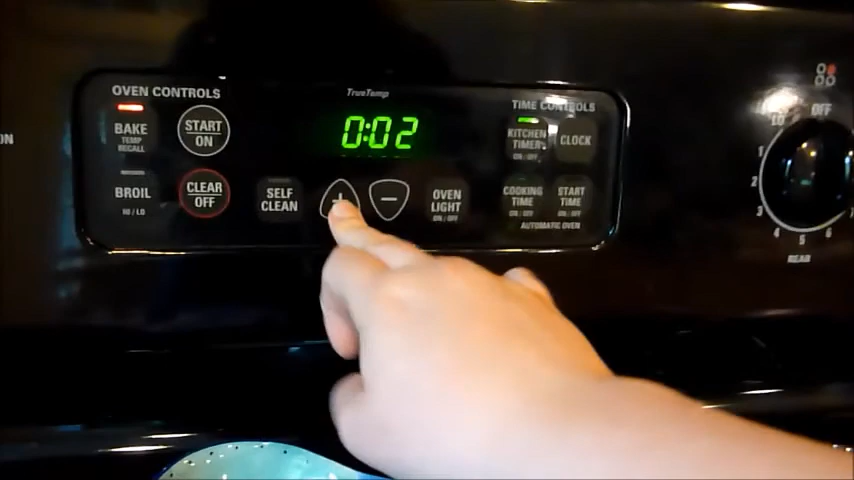 OVEN CONTROLS
BAKE
TEMP
RECALL
START
ON
BROIL
HI / LO
CLEAR
OFF
SELF
CLEAN
TrueTemp
0:02
+
−
OVEN
LIGHT
ON / OFF
TIME CONTROLS
KITCHEN
TIMER
ON / OFF
CLOCK
COOKING
TIME
ON / OFF
START
TIME
ON / OFF
AUTOMATIC OVEN
ON
OFF
LO
1
2
3
4
5
6
REAR